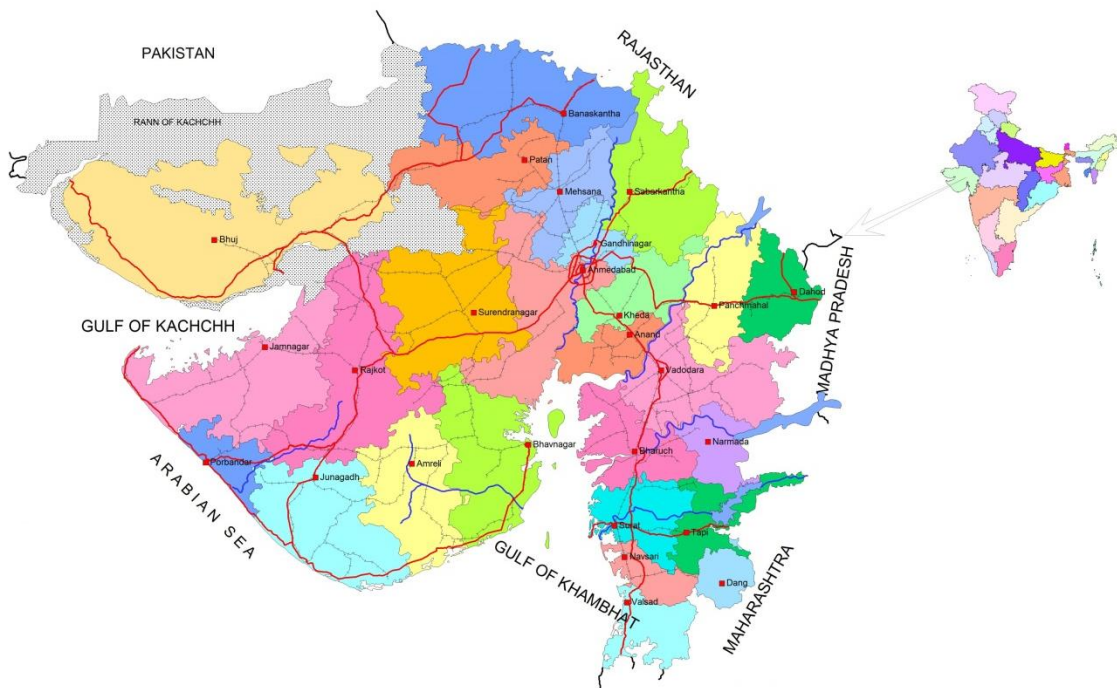 PAKISTAN
RAJASTHAN
RANN OF KACHCHH
Banaskantha
Patan
Mehsana
Sabarkantha
Bhuj
Gandhinagar
Ahmedabad
Dahod
Panchmahal
Surendranagar
Kheda
GULF OF KACHCHH
Anand
MADHYA PRADESH
Jamnagar
Rajkot
Vadodara
Bhavnagar
Narmada
Bharuch
Porbandar
Amreli
Junagadh
ARABIAN SEA
Surat
Tapi
GULF OF KHAMBHAT
Navsari
Dang
MAHARASHTRA
Valsad